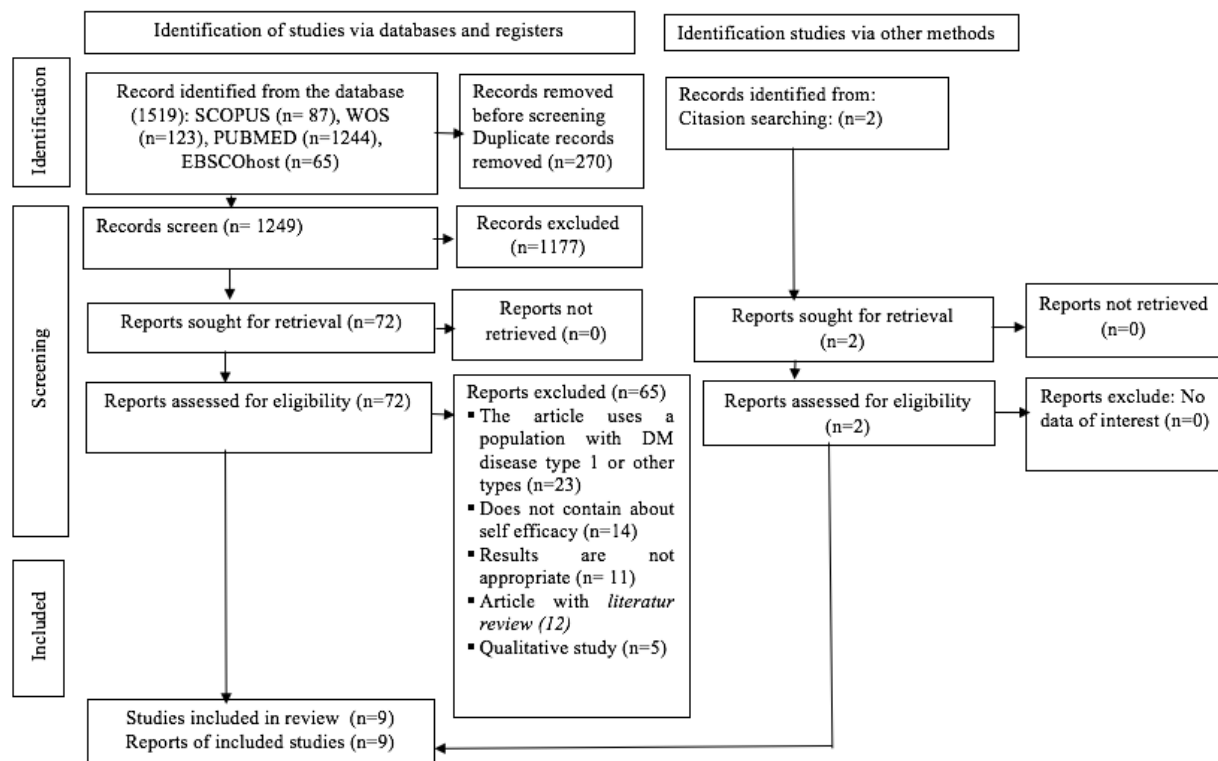 Identification of studies via databases and registers
Identification studies via other methods
Identification
Record identified from the database
(1519): SCOPUS (n= 87), WOS
(n=123), PUBMED (n=1244),
EBSCOhost (n=65)
Records removed
before screening
Duplicate records
removed (n=270)
Records identified from:
Citasion searching: (n=2)
Screening
Records screen (n= 1249)
Records excluded
(n=1177)
Reports sought for retrieval (n=72)
Reports not
retrieved (n=0)
Reports sought for retrieval
(n=2)
Reports not retrieved
(n=0)
Reports assessed for eligibility (n=72)
Reports excluded (n=65)
▪ The article uses a
population with DM
disease type 1 or other
types (n=23)
▪ Does not contain about
self efficacy (n=14)
▪ Results are not
appropriate (n= 11)
▪ Article with literatur
review (12)
▪ Qualitative study (n=5)
Reports assessed for eligibility
(n=2)
Reports exclude: No
data of interest (n=0)
Included
Studies included in review (n=9)
Reports of included studies (n=9)